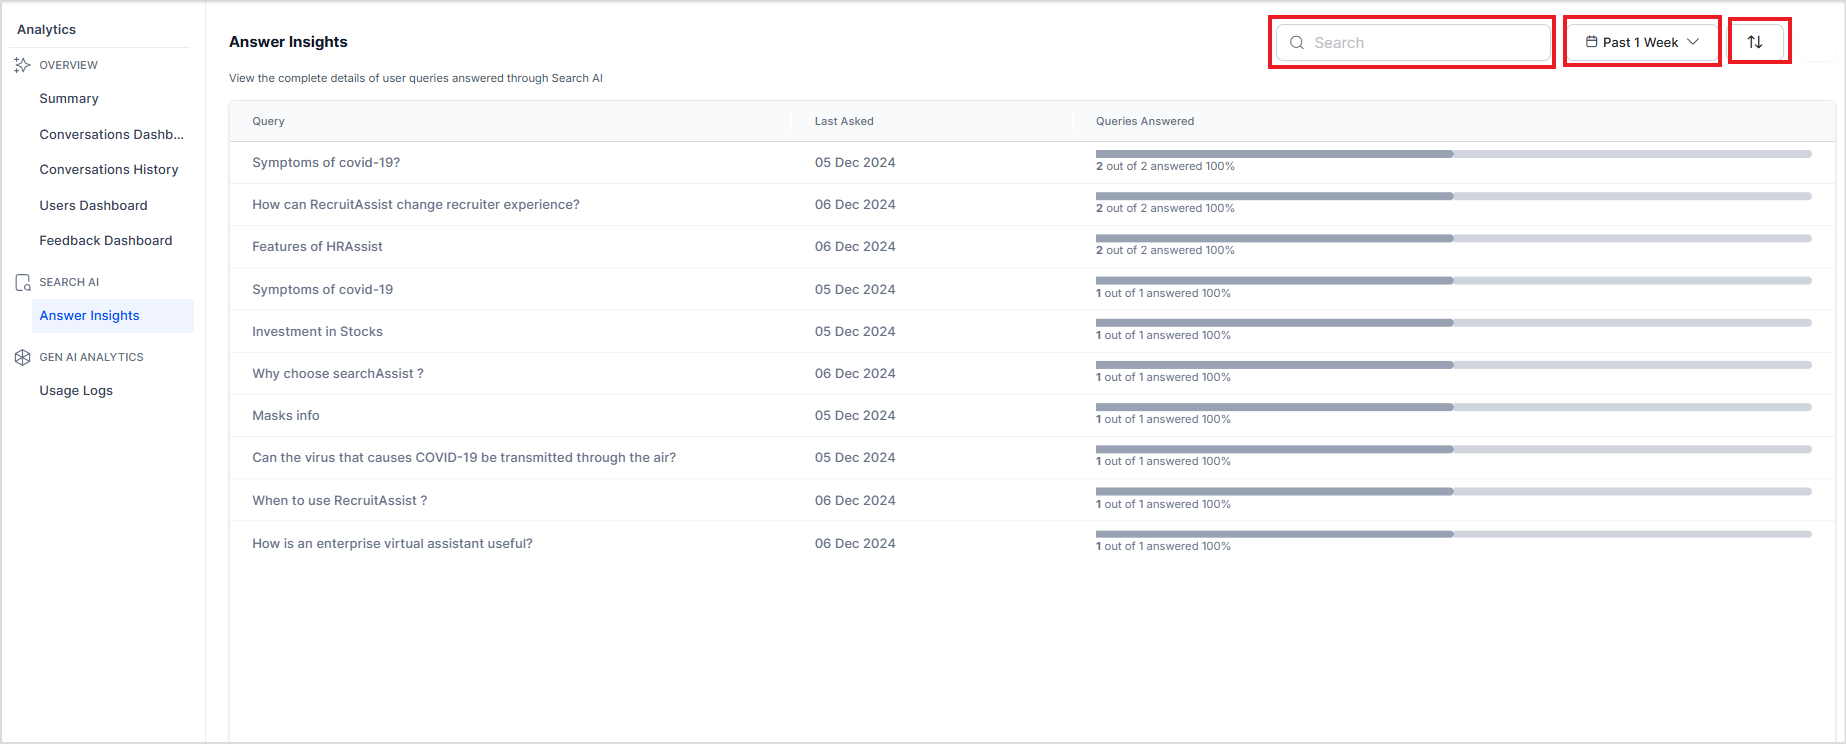 Analytics
OVERVIEW
Summary
Conversations Dashb...
Conversations History
Users Dashboard
Feedback Dashboard
SEARCH AI
Answer Insights
GEN AI ANALYTICS
Usage Logs
Answer Insights
Search
Past 1 Week
View the complete details of user queries answered through Search AI
Query Last Asked Queries Answered
Symptoms of covid-19? 05 Dec 2024 2 out of 2 answered 100%
How can RecruitAssist change recruiter experience? 06 Dec 2024 2 out of 2 answered 100%
Features of HRAssist 06 Dec 2024 2 out of 2 answered 100%
Symptoms of covid-19 05 Dec 2024 1 out of 1 answered 100%
Investment in Stocks 05 Dec 2024 1 out of 1 answered 100%
Why choose searchAssist ? 06 Dec 2024 1 out of 1 answered 100%
Masks info 05 Dec 2024 1 out of 1 answered 100%
Can the virus that causes COVID-19 be transmitted through the air? 05 Dec 2024 1 out of 1 answered 100%
When to use RecruitAssist ? 06 Dec 2024 1 out of 1 answered 100%
How is an enterprise virtual assistant useful? 06 Dec 2024 1 out of 1 answered 100%